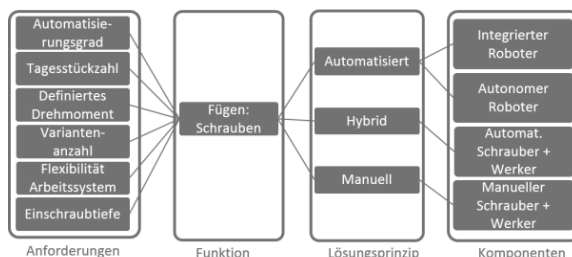 Automatisie-
rungsgrad
Tagesstückzahl
Definiertes
Drehmoment
Varianten-
anzahl
Flexibilität
Arbeitssystem
Einschraubtiefe
Anforderungen
Fügen:
Schrauben
Funktion
Automatisiert
Hybrid
Manuell
Lösungsprinzip
Integrierter
Roboter
Autonomer
Roboter
Automat.
Schrauber +
Werker
Manueller
Schrauber +
Werker
Komponenten